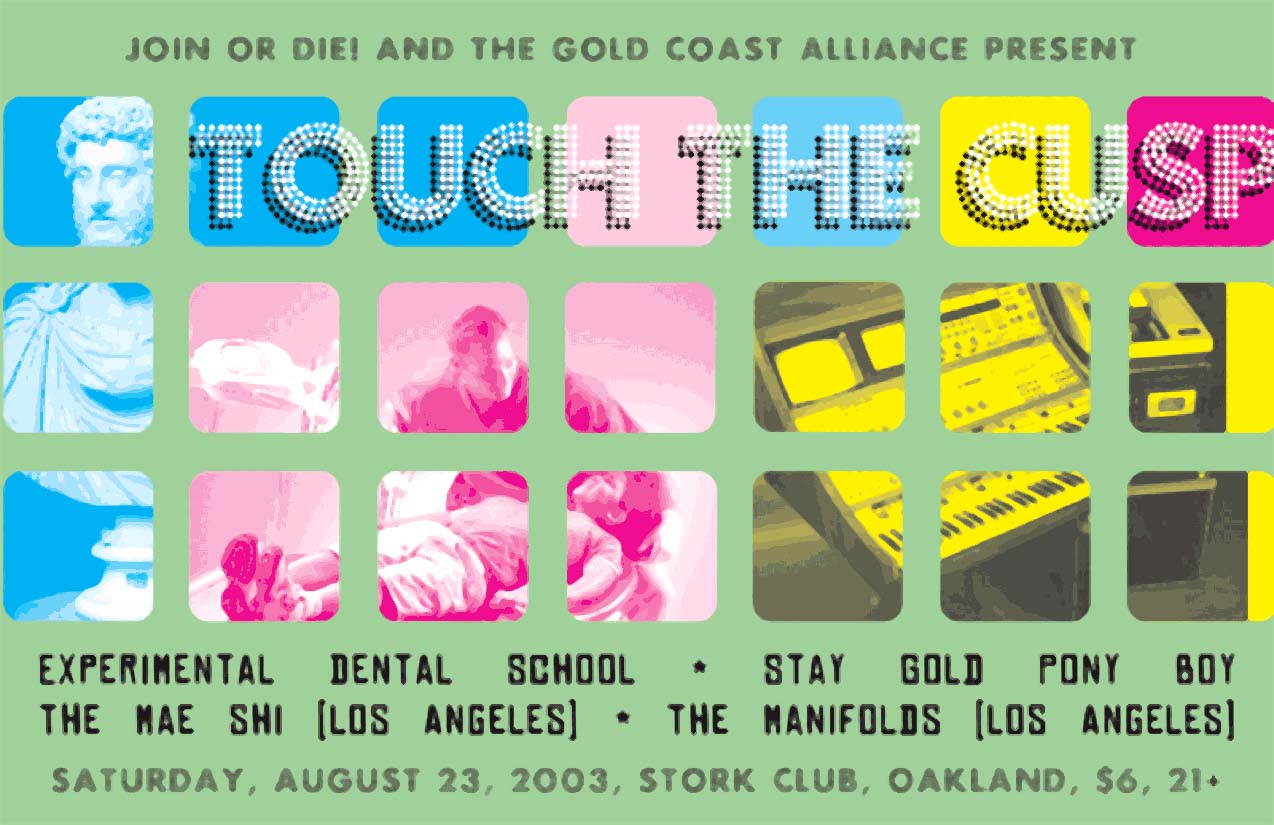 JOIN OR DIE! AND THE GOLD COAST ALLIANCE PRESENT
TOUCH THE CUSP
EXPERIMENTAL DENTAL SCHOOL * STAY GOLD PONY BOY
THE MAE SHI [LOS ANGELES] * THE MANIFOLDS [LOS ANGELES]
SATURDAY, AUGUST 23, 2003, STORK CLUB, OAKLAND, $6, 21+